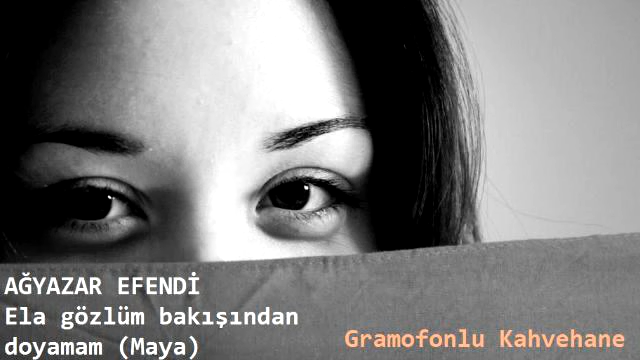 AĞYAZAR EFENDİ
Ela gözlüm bakışından
doyamam (Maya)
Gramofonlu Kahvehane